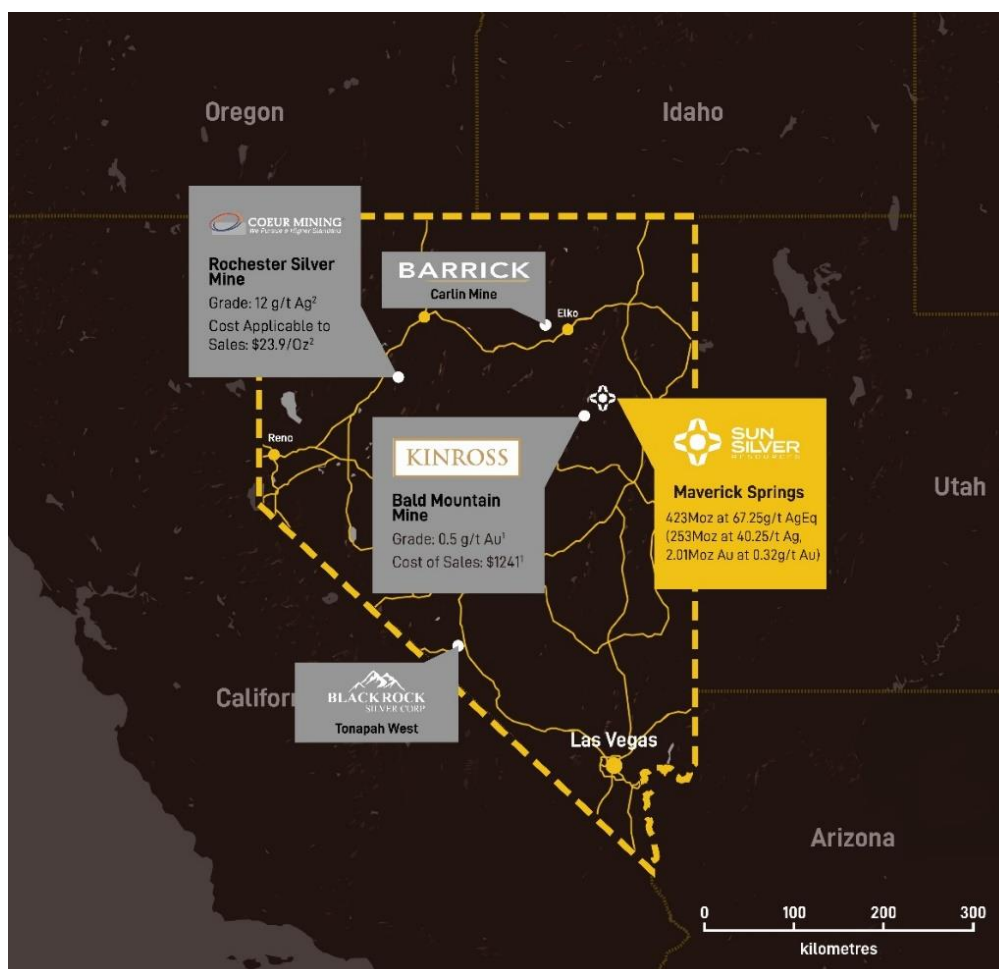 Oregon
Idaho
COEUR MINING
We Pursue a Higher Standard
Rochester Silver
Mine
Grade: 12 g/t Ag²
Cost Applicable to
Sales: $23.9/Oz²
BARRICK
Carlin Mine
Elko
Reno
KINROSS
Bald Mountain
Mine
Grade: 0.5 g/t Au¹
Cost of Sales: $1241¹
SUN
SILVER
RESOURCES
Maverick Springs
423Moz at 67.25g/t AgEq
(253Moz at 40.25/t Ag,
2.01Moz Au at 0.32g/t Au)
Utah
Califor
BLACKROCK
SILVER CORP
Tonapah West
Las Vegas
Arizona
0 100 200 300
kilometres